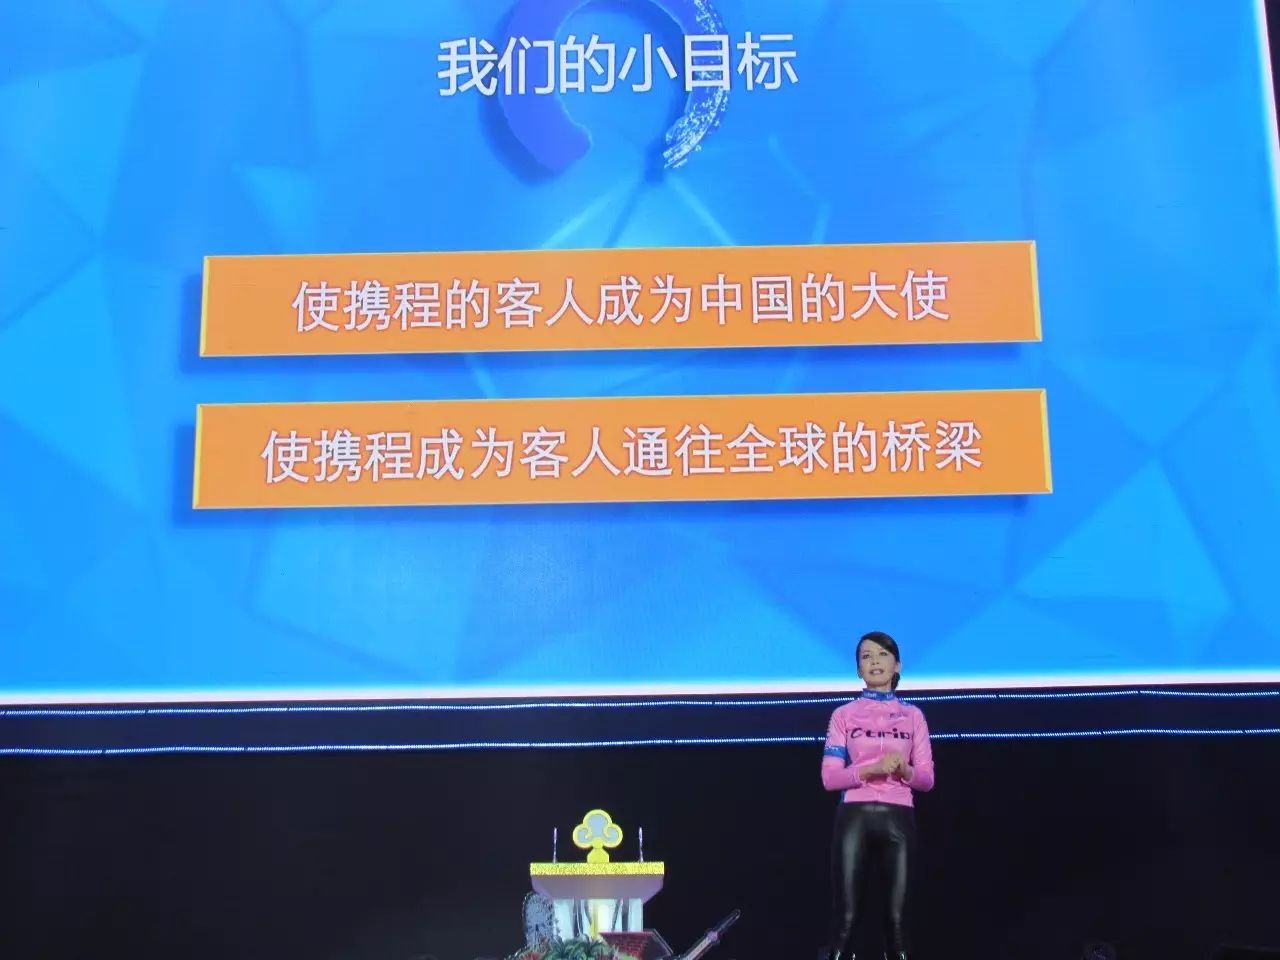 我们的小目标
使携程的客人成为中国的大使
使携程成为客人通往全球的桥梁
Ctrip